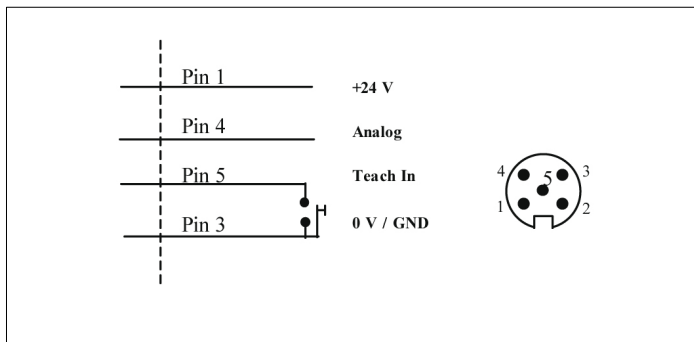 Pin 1
+24 V
Pin 4
Analog
Pin 5
Teach In
Pin 3
0 V / GND
4 5 3
1 2